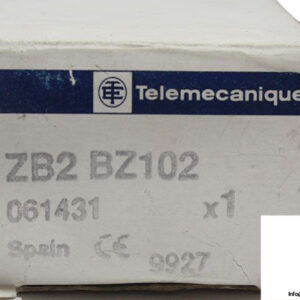 Telemecanique
ZB2 BZ102
061431 x1
Spain CE
9927